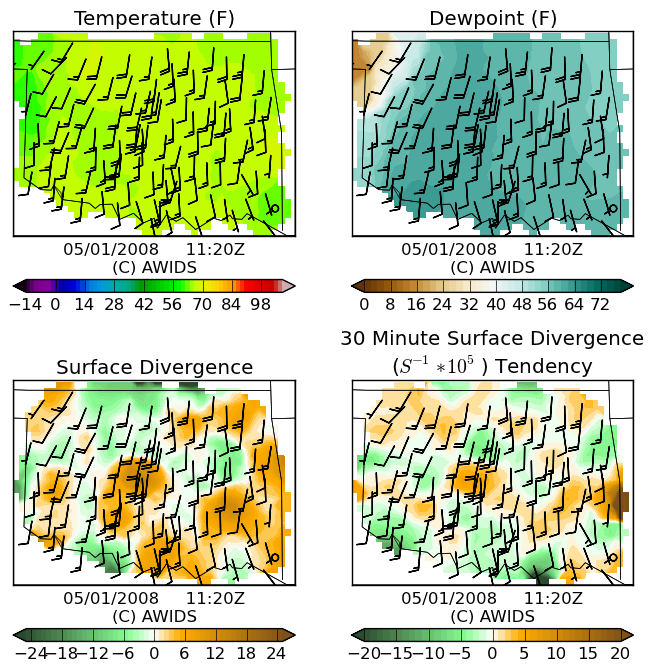 Temperature (F)
Dewpoint (F)
05/01/2008 11:20Z
(C) AWIDS
−14 0 14 28 42 56 70 84 98
05/01/2008 11:20Z
(C) AWIDS
0 8 16 24 32 40 48 56 64 72
Surface Divergence
30 Minute Surface Divergence
(S⁻¹ *10⁵ ) Tendency
05/01/2008 11:20Z
(C) AWIDS
−24 −18 −12 −6 0 6 12 18 24
05/01/2008 11:20Z
(C) AWIDS
−20 −15 −10 −5 0 5 10 15 20